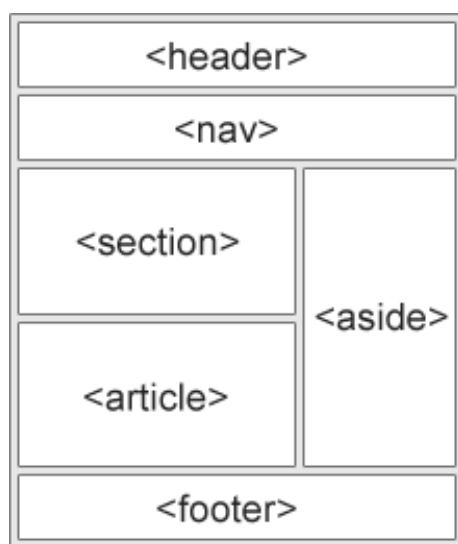 <header>
<nav>
<section>
<aside>
<article>
<footer>